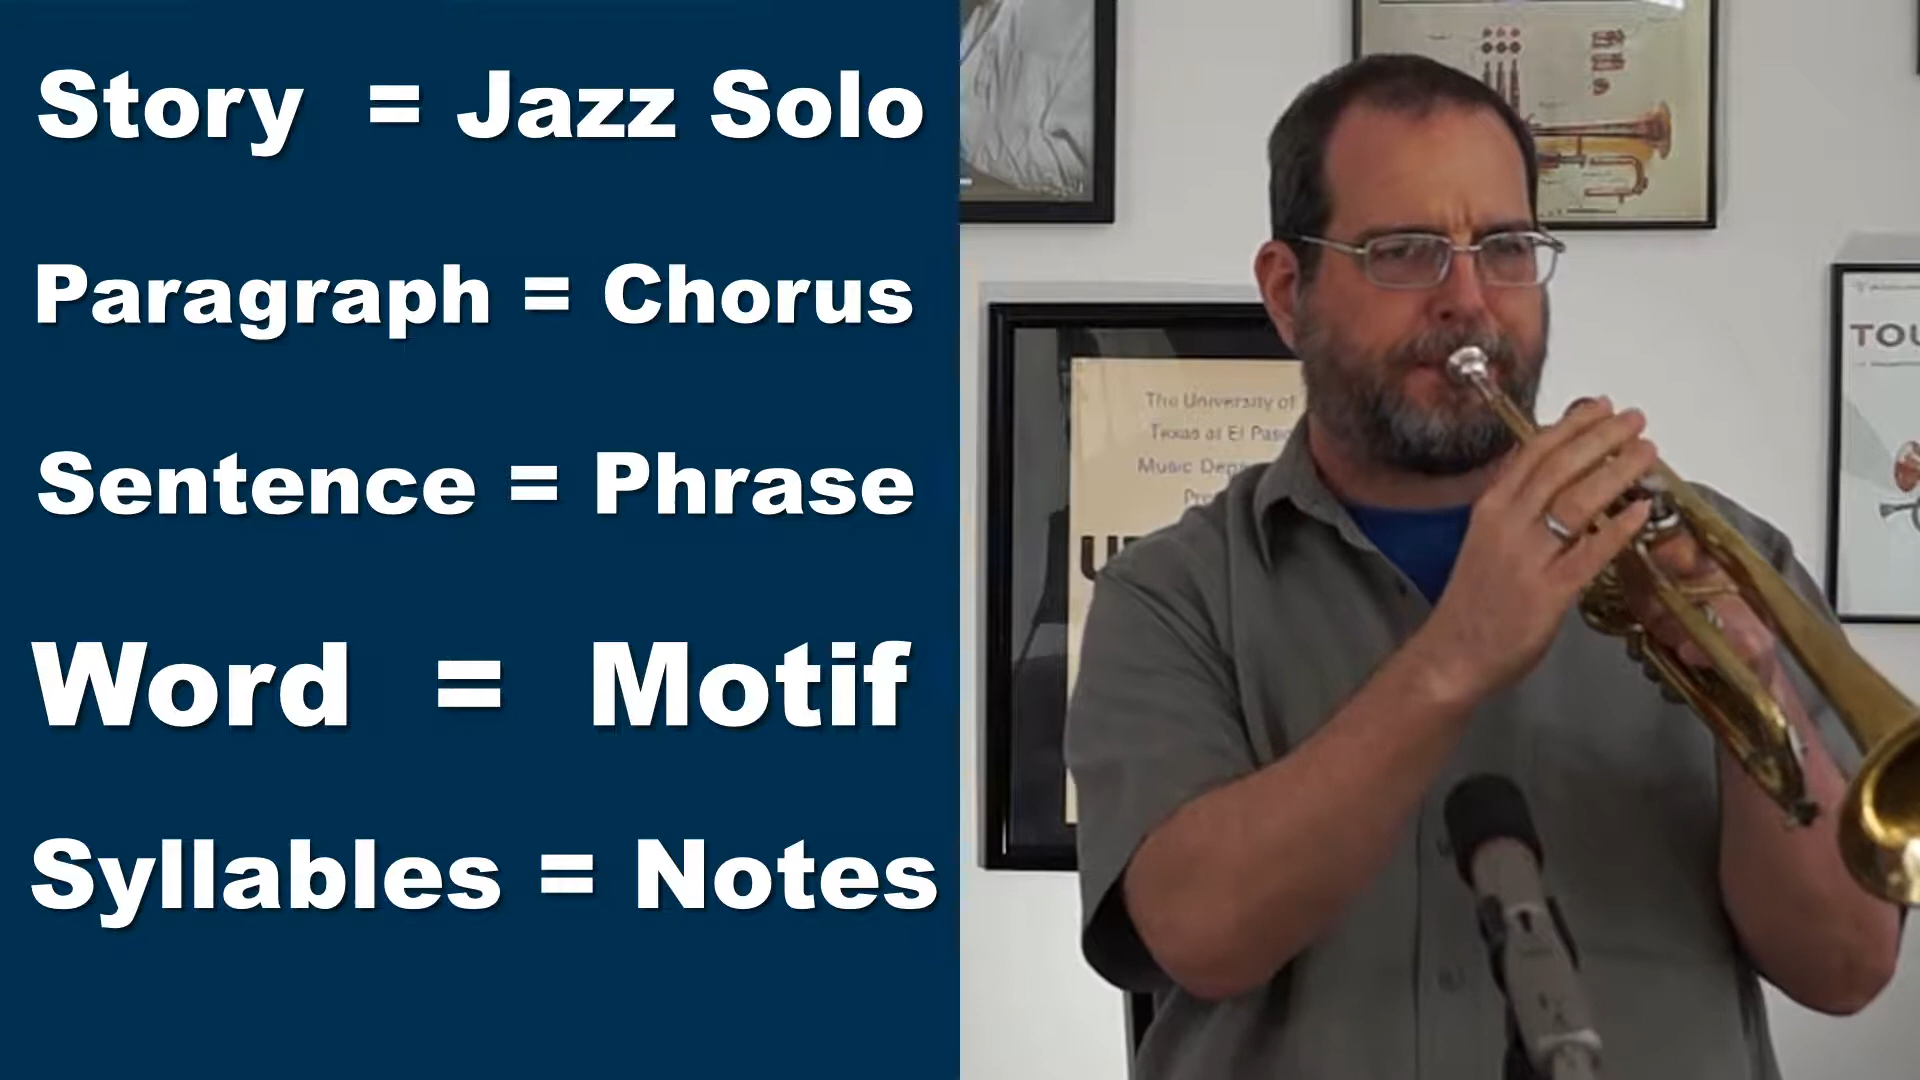 Story = Jazz Solo
Paragraph = Chorus
Sentence = Phrase
Word = Motif
Syllables = Notes
The University of
Texas at El Paso
Music
TOU